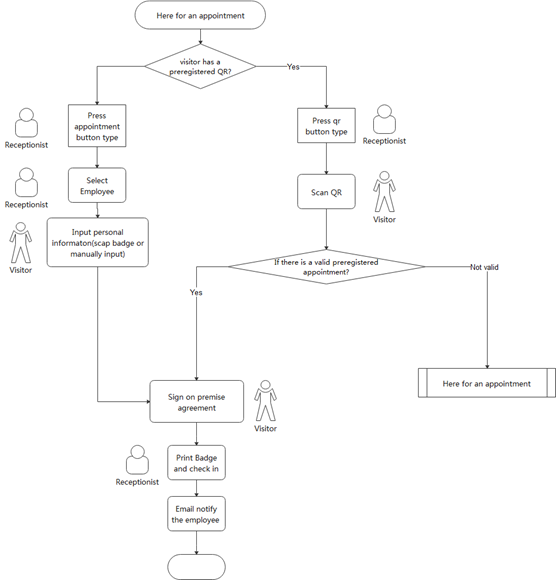 Here for an appointment
visitor has a
preregistered QR?
Yes
Press
appointment
button type
Receptionist
Press qr
button type
Receptionist
Select
Employee
Receptionist
Scan QR
Visitor
Input personal
informaton(scap badge or
manually input)
Visitor
If there is a valid preregistered
appointment?
Not valid
Yes
Here for an appointment
Sign on premise
agreement
Visitor
Print Badge
and check in
Receptionist
Email notify
the employee